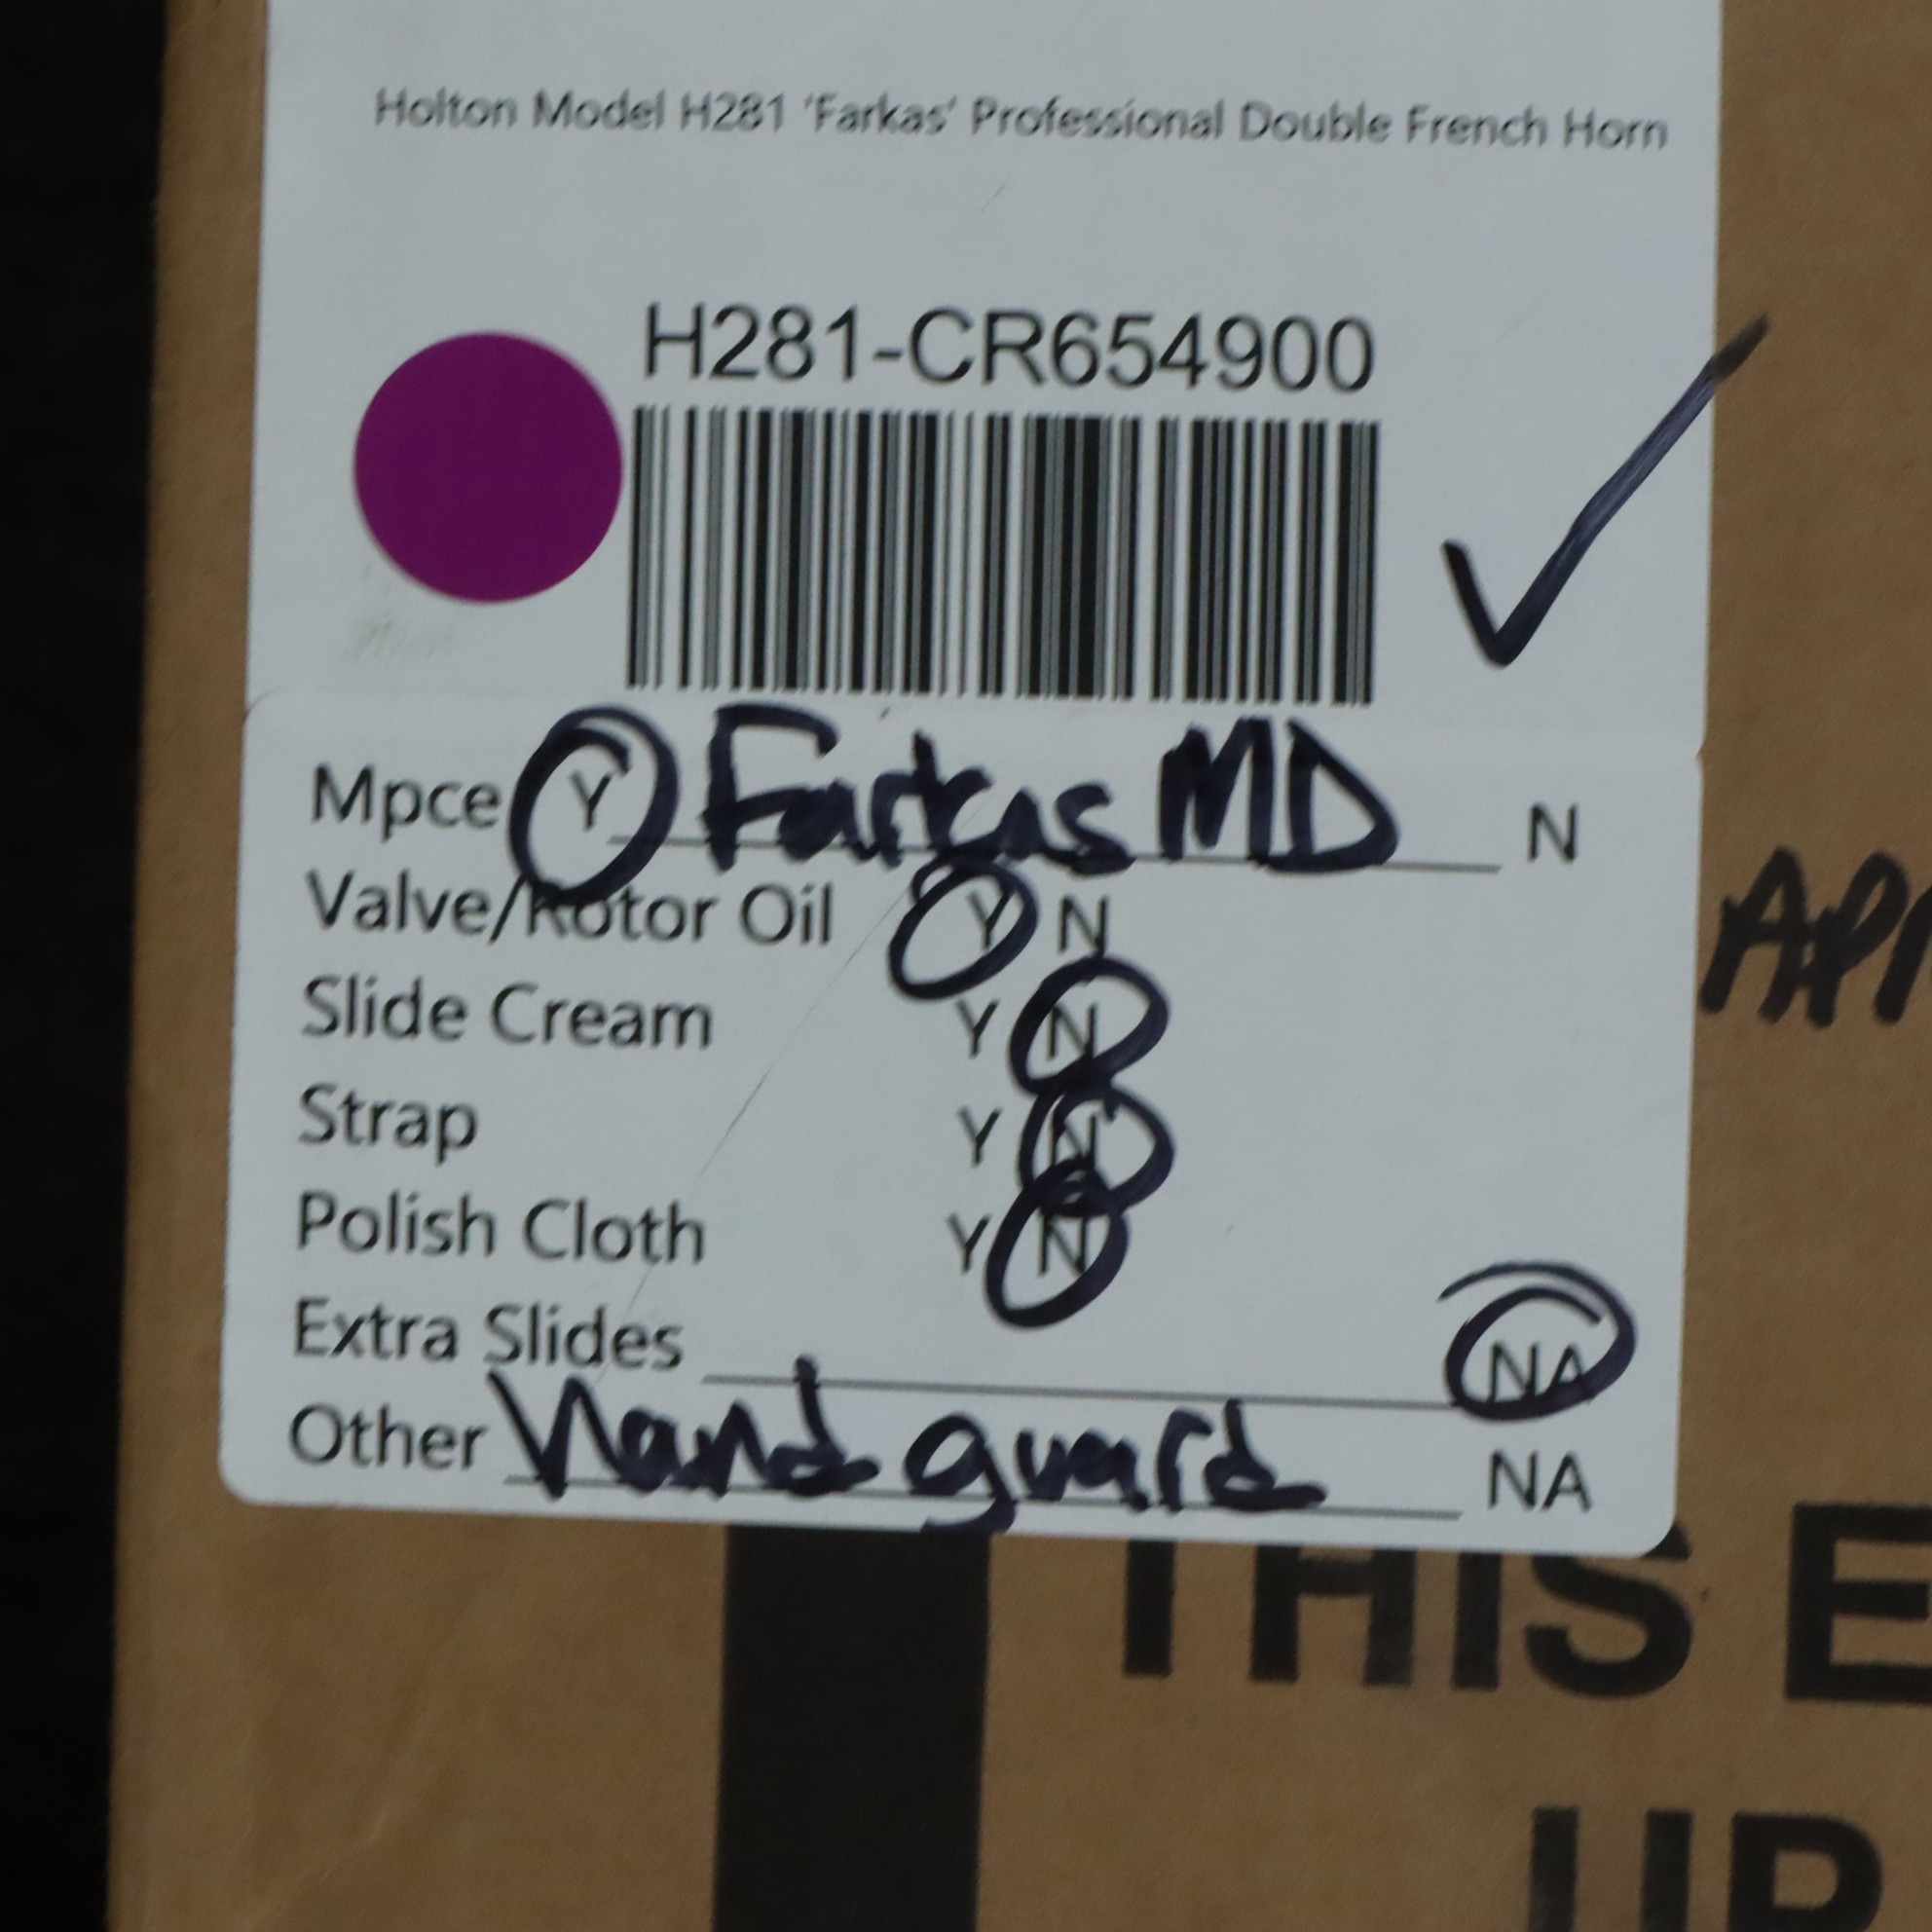 Holton Model H281 'Farkas' Professional Double French Horn
H281-CR654900
Mpce Y Farkas MD N
Valve/Rotor Oil Y N
Slide Cream Y N
Strap Y N
Polish Cloth Y N
Extra Slides NA
Other hand guard NA
THIS E
UP